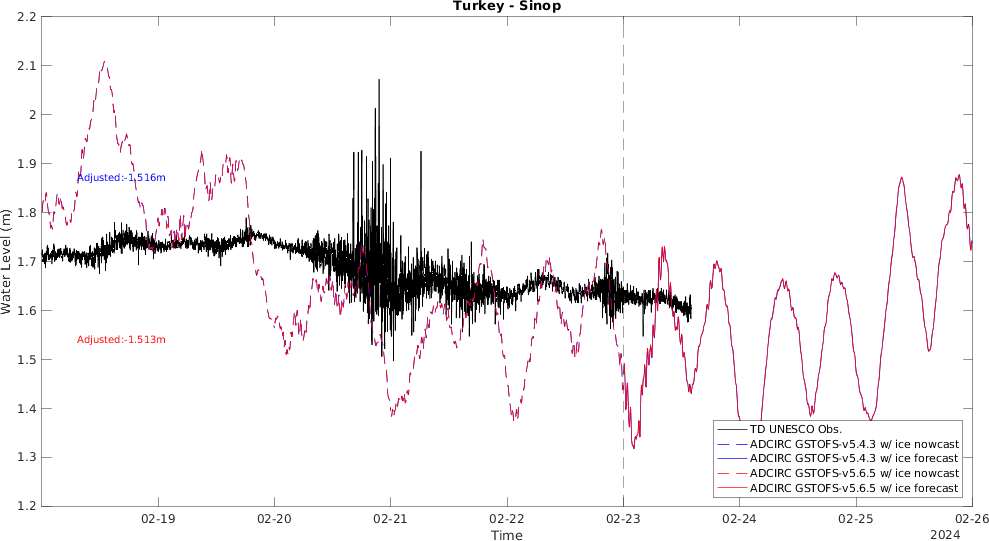 Turkey - Sinop
2.2
2.1
2
1.9
1.8
1.7
1.6
1.5
1.4
1.3
1.2
Water Level (m)
Adjusted:-1.516m
Adjusted:-1.513m
TD UNESCO Obs.
ADCIRC GSTOFS-v5.4.3 w/ ice nowcast
ADCIRC GSTOFS-v5.4.3 w/ ice forecast
ADCIRC GSTOFS-v5.6.5 w/ ice nowcast
ADCIRC GSTOFS-v5.6.5 w/ ice forecast
02-19 02-20 02-21 02-22 02-23 02-24 02-25 02-26
Time
2024